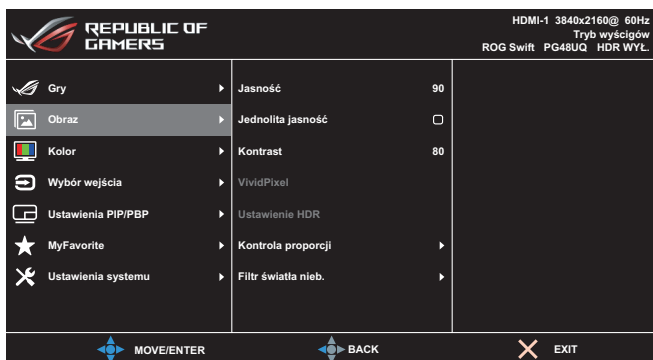 REPUBLIC OF
GAMERS
HDMI-1 3840x2160@ 60Hz
Tryb wyścigów
ROG Swift PG48UQ HDR WYŁ.
Gry
Obraz
Kolor
Wybór wejścia
Ustawienia PIP/PBP
MyFavorite
Ustawienia systemu
Jasność 90
Jednolita jasność
Kontrast 80
VividPixel
Ustawienie HDR
Kontrola proporcji
Filtr światła nieb.
MOVE/ENTER
BACK
EXIT